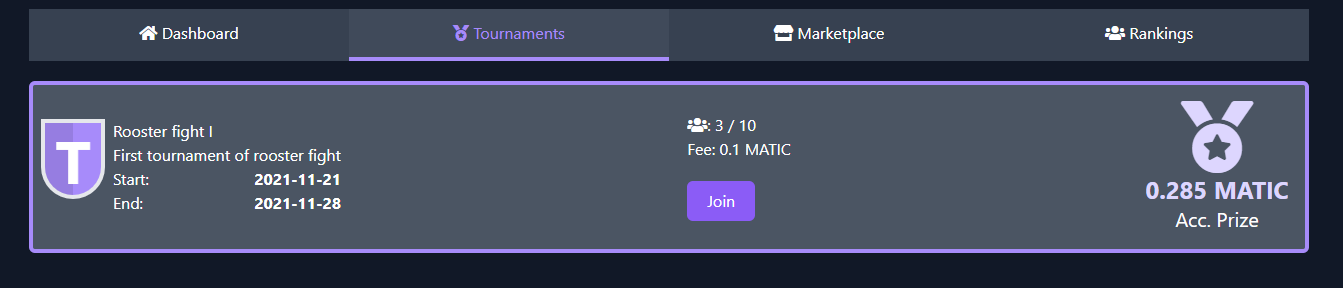 Dashboard
Tournaments
Marketplace
Rankings
T
Rooster fight I
First tournament of rooster fight
Start: 2021-11-21
End: 2021-11-28
: 3 / 10
Fee: 0.1 MATIC
Join
0.285 MATIC
Acc. Prize